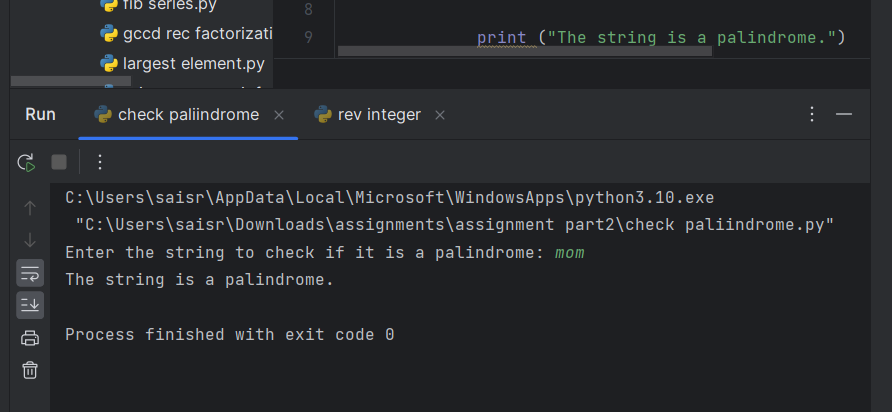 fib series.py
8
gccd rec factorizati
9 print ("The string is a palindrome.")
largest element.py
Run check paliindrome rev integer
C:\Users\saisr\AppData\Local\Microsoft\WindowsApps\python3.10.exe
"C:\Users\saisr\Downloads\assignments\assignment part2\check paliindrome.py"
Enter the string to check if it is a palindrome: mom
The string is a palindrome.
Process finished with exit code 0